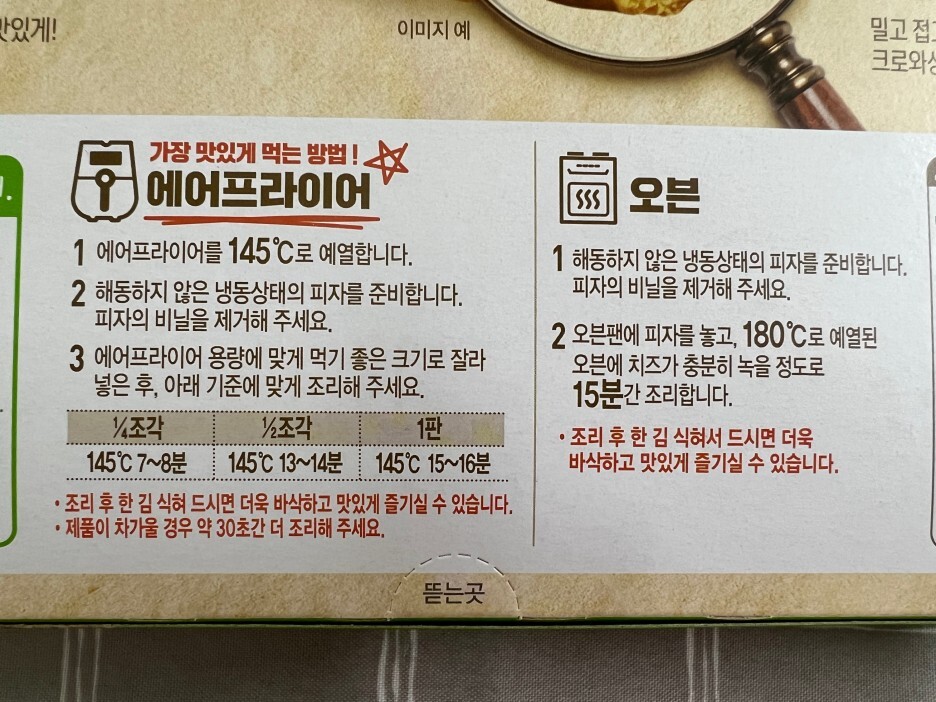 맛있게!
이미지 예
밀고 접
크로와상
가장 맛있게 먹는 방법!
에어프라이어
1 에어프라이어를 145℃로 예열합니다.
2 해동하지 않은 냉동상태의 피자를 준비합니다.
피자의 비닐을 제거해 주세요.
3 에어프라이어 용량에 맞게 먹기 좋은 크기로 잘라
넣은 후, 아래 기준에 맞게 조리해 주세요.
¼조각 ½조각 1판
145℃ 7~8분 145℃ 13~14분 145℃ 15~16분
• 조리 후 한 김 식혀 드시면 더욱 바삭하고 맛있게 즐기실 수 있습니다.
• 제품이 차가울 경우 약 30초간 더 조리해 주세요.
오븐
1 해동하지 않은 냉동상태의 피자를 준비합니다.
피자의 비닐을 제거해 주세요.
2 오븐팬에 피자를 놓고, 180℃로 예열된
오븐에 치즈가 충분히 녹을 정도로
15분간 조리합니다.
• 조리 후 한 김 식혀서 드시면 더욱
바삭하고 맛있게 즐기실 수 있습니다.
뜯는곳